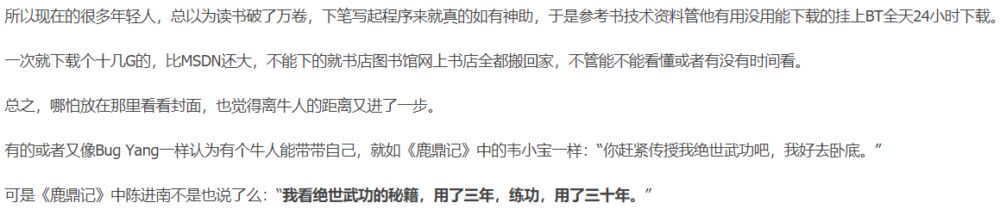 所以现在的很多年轻人，总以为读书破了万卷，下笔写起程序来就真的如有神助，于是参考书技术资料管他有用没用能下载的挂上BT全天24小时下载。
一次就下载个十几G的，比MSDN还大，不能下的就书店图书馆网上书店全都搬回家，不管能不能看懂或者有没有时间看。
总之，哪怕放在那里看看封面，也觉得离牛人的距离又进了一步。
有的或者又像Bug Yang一样认为有个牛人能带带自己，就如《鹿鼎记》中的韦小宝一样：“你赶紧传授我绝世武功吧，我好去卧底。”
可是《鹿鼎记》中陈进南不是也说了么：“我看绝世武功的秘籍，用了三年，练功，用了三十年。”